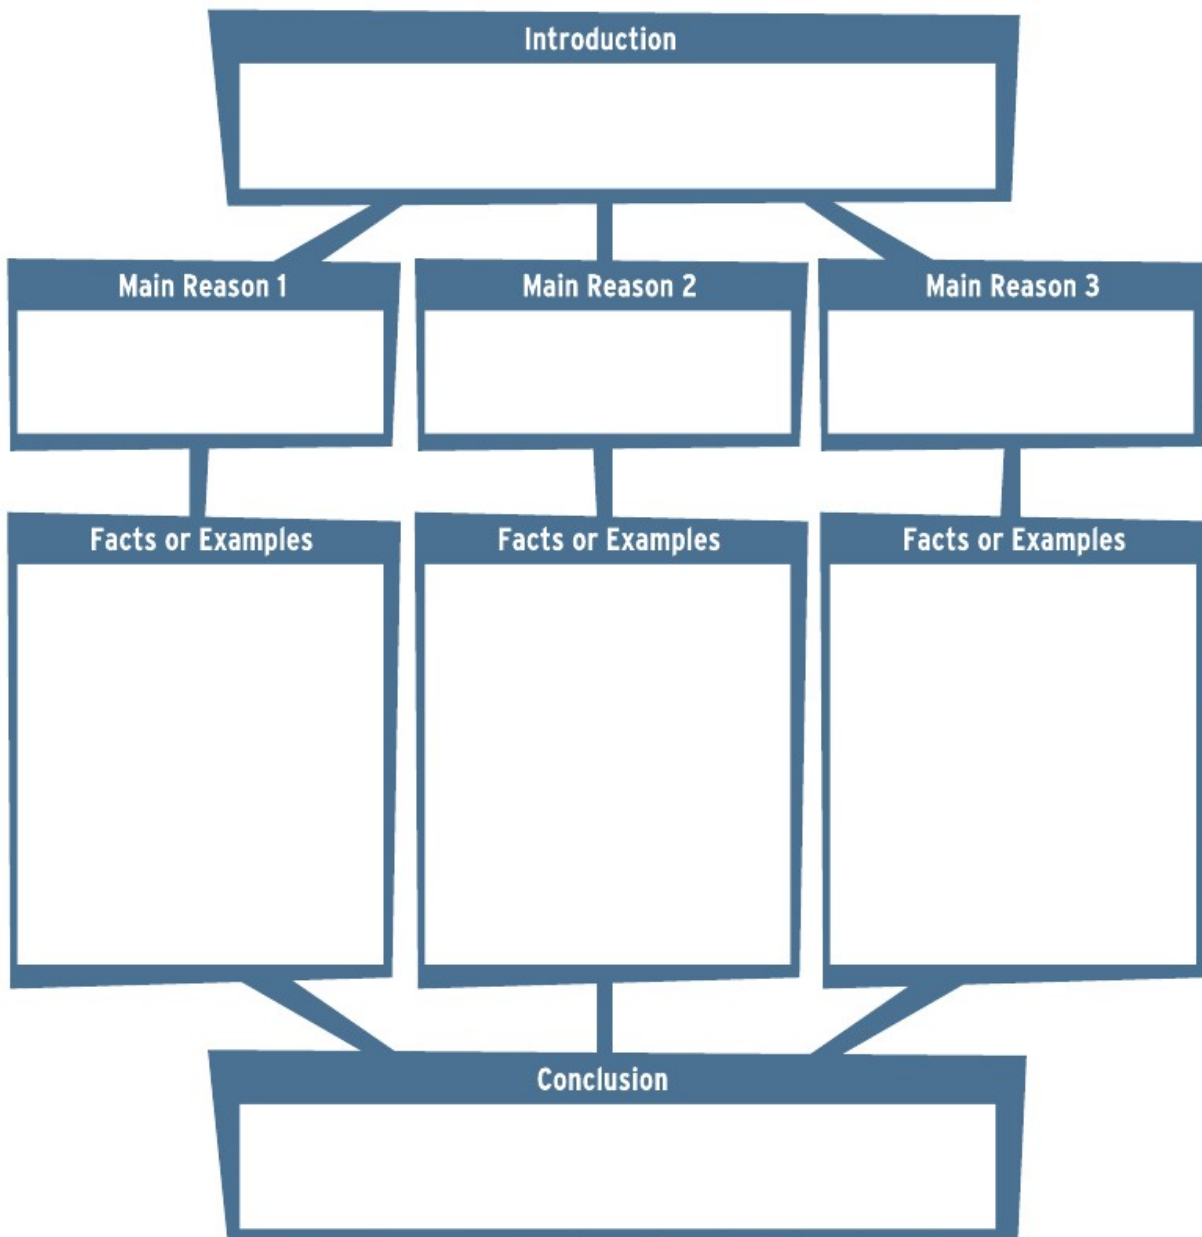 Introduction
Main Reason 1
Main Reason 2
Main Reason 3
Facts or Examples
Facts or Examples
Facts or Examples
Conclusion